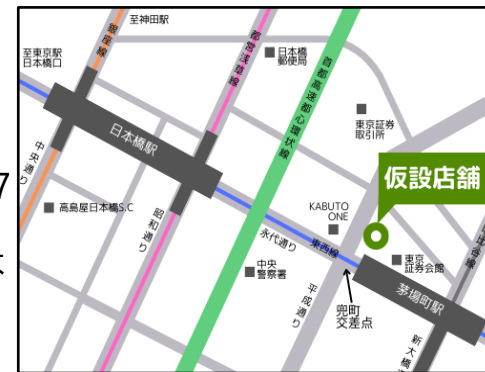 至神田駅
銀座線
都営浅草線
至東京駅
日本橋口
日本橋
郵便局
首都高速都心環状線
東京証券
取引所
日本橋駅
中央通り
仮設店舗
7
高島屋日本橋S.C
昭和通り
KABUTO
ONE
永代通り
東西線
中央
警察署
平成通り
東京
証券会館
茅場町駅
兜町
交差点
新大橋
日比谷線